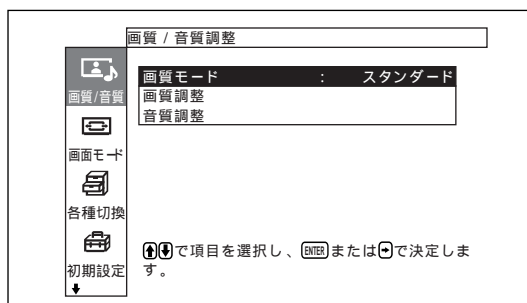 画質 / 音質調整
画質/音質
画質モード : スタンダード
画質調整
音質調整
画面モード
各種切換
初期設定
↑↓で項目を選択し、ENTERまたは→で決定しま
す。